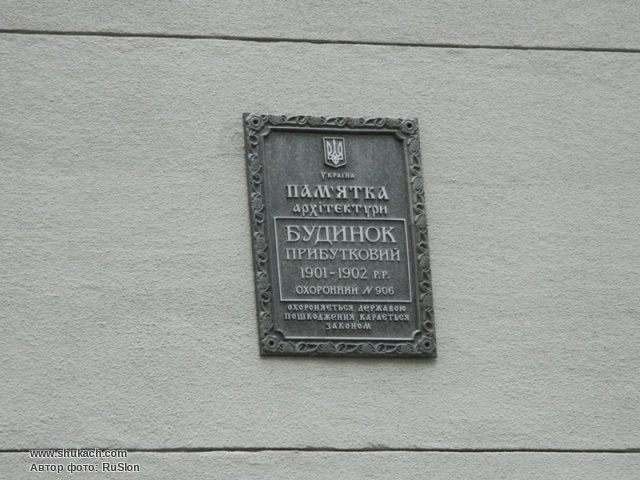 Україна
ПАМ'ЯТКА
архітектури
БУДИНОК
ПРИБУТКОВИЙ
1901-1902 Р.Р.
ОХОРОННИЙ № 906
ОХОРОНЯЄТЬСЯ ДЕРЖАВОЮ
ПОШКОДЖЕННЯ КАРАЄТЬСЯ
ЗАКОНОМ
www.shukach.com
Автор фото: RuSlon